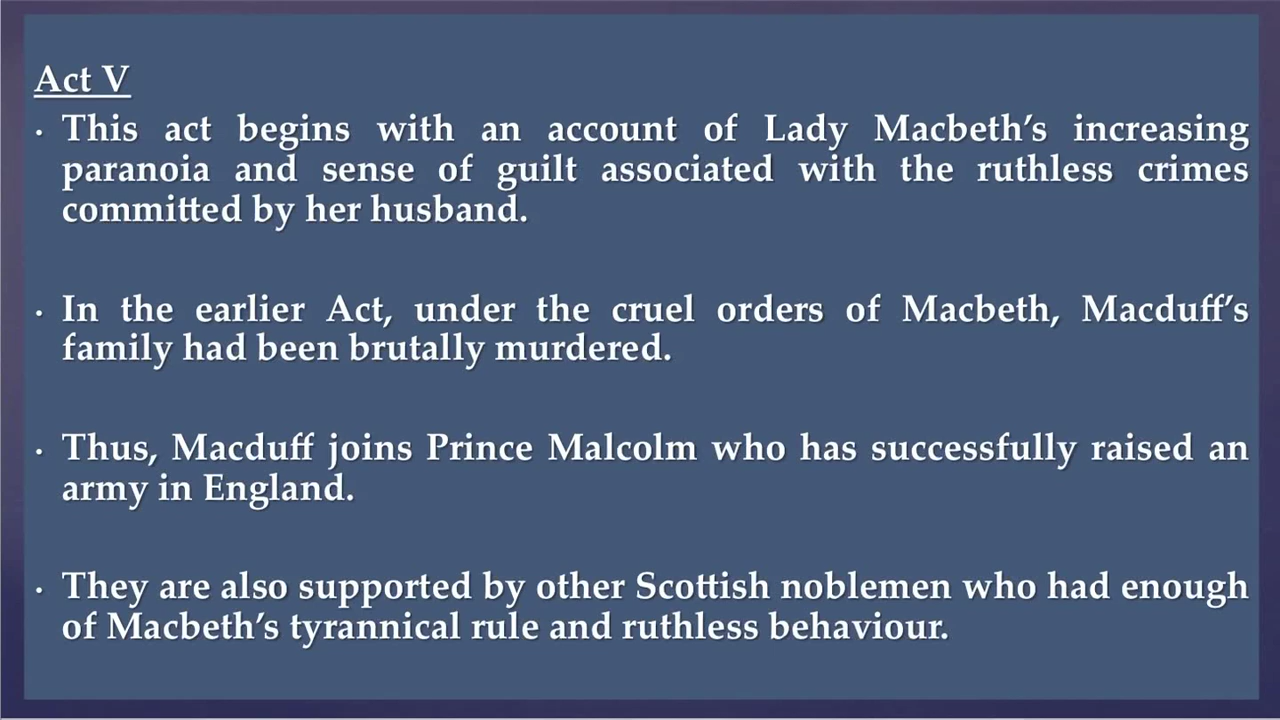 Act V
· This act begins with an account of Lady Macbeth’s increasing
paranoia and sense of guilt associated with the ruthless crimes
committed by her husband.
· In the earlier Act, under the cruel orders of Macbeth, Macduff’s
family had been brutally murdered.
· Thus, Macduff joins Prince Malcolm who has successfully raised an
army in England.
· They are also supported by other Scottish noblemen who had enough
of Macbeth’s tyrannical rule and ruthless behaviour.